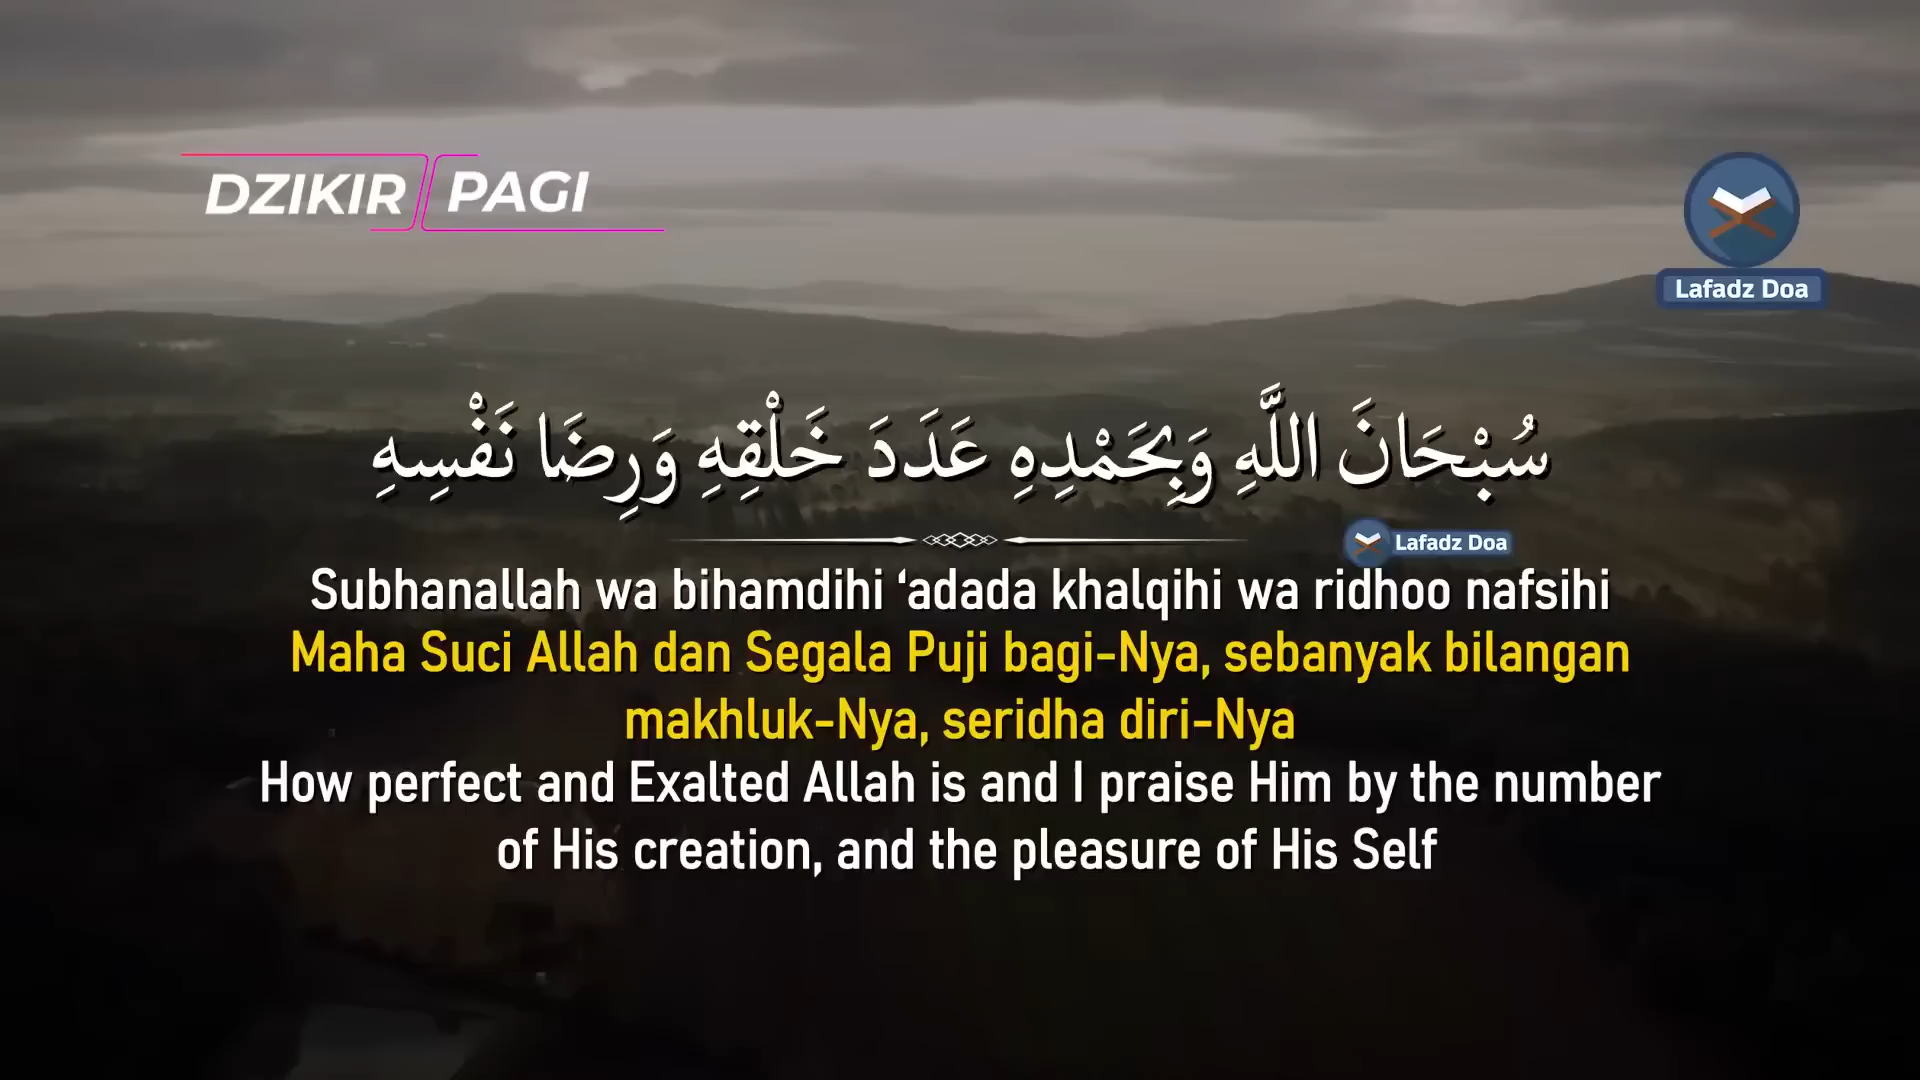 DZIKIR PAGI
Lafadz Doa
سُبْحَانَ اللَّهِ وَبِحَمْدِهِ عَدَدَ خَلْقِهِ وَرِضَا نَفْسِهِ
Lafadz Doa
Subhanallah wa bihamdihi ‘adada khalqihi wa ridhoo nafsihi
Maha Suci Allah dan Segala Puji bagi-Nya, sebanyak bilangan
makhluk-Nya, seridha diri-Nya
How perfect and Exalted Allah is and I praise Him by the number
of His creation, and the pleasure of His Self